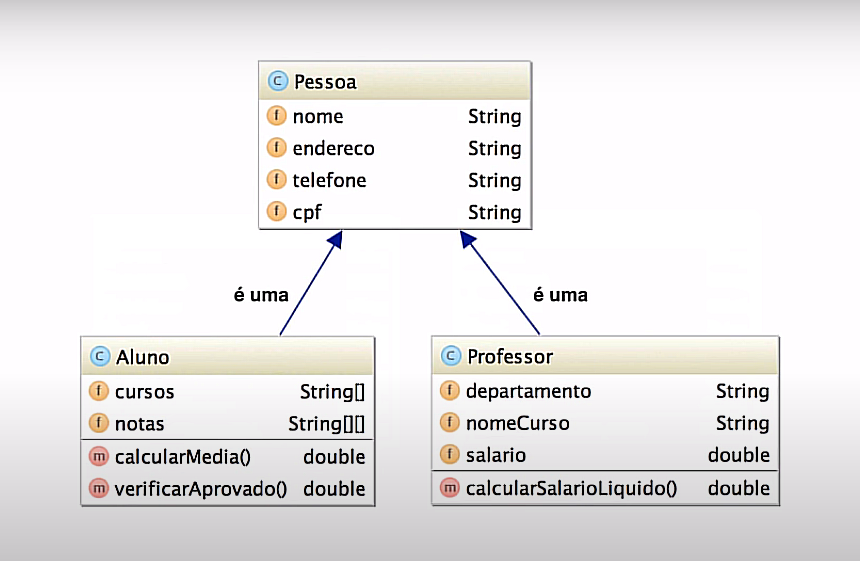 C Pessoa
f nome String
f endereco String
f telefone String
f cpf String
é uma
é uma
C Aluno
f cursos String[]
f notas String[][]
m calcularMedia() double
m verificarAprovado() double
C Professor
f departamento String
f nomeCurso String
f salario double
m calcularSalarioLiquido() double